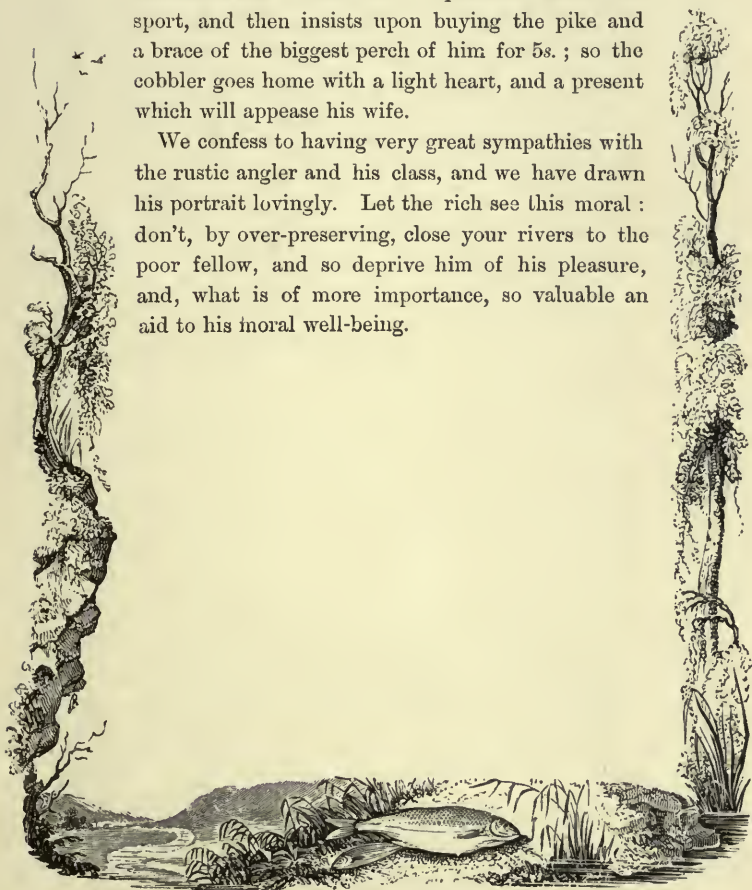 sport, and then insists upon buying the pike and
a brace of the biggest perch of him for 5s. ; so the
cobbler goes home with a light heart, and a present
which will appease his wife.
We confess to having very great sympathies with
the rustic angler and his class, and we have drawn
his portrait lovingly. Let the rich see this moral :
don't, by over-preserving, close your rivers to the
poor fellow, and so deprive him of his pleasure,
and, what is of more importance, so valuable an
aid to his moral well-being.